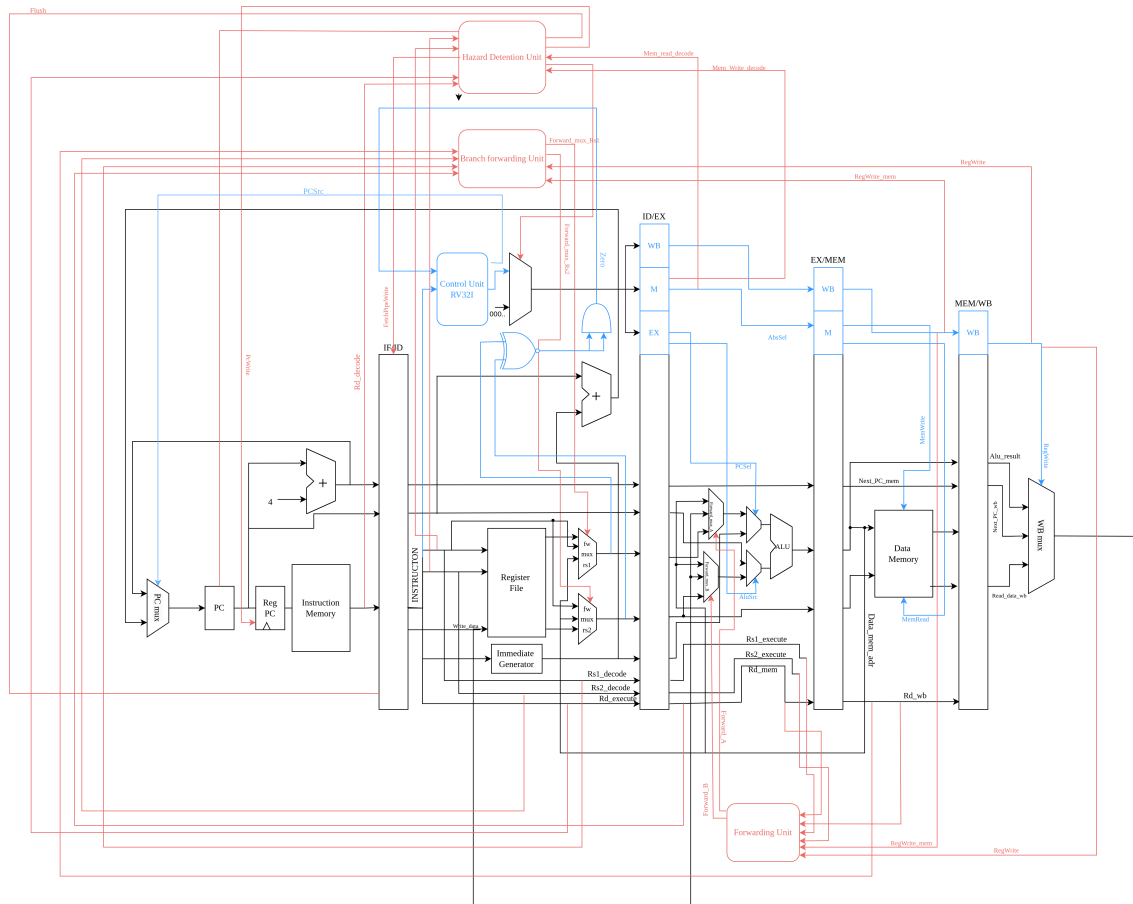 Flush
Hazard Detention Unit
Mem_read_decode
Mem_Write_decode
Forward_mux_Rs1
Branch forwarding Unit
RegWrite
RegWrite_mem
PCSrc
ID/EX
Forward_mux_Rs2
Zero
WB
EX/MEM
Control Unit
RV32I
M
WB
000..
FetchPipeWrite
MEM/WB
EX
M
WB
AbsSel
IF/ID
PcWrite
Rd_decode
+
MemWrite
RegWrite
Alu_result
PCSel
+
4
Next_PC_mem
Next_PC_wb
Forward_mux_A
WB mux
fw
mux
rs1
ALU
Data
Memory
INSTRUCTON
Register
File
Forward_mux_B
PC mux
PC
Reg
PC
Instruction
Memory
AluSrc
Read_data_wb
fw
mux
rs2
MemRead
Write_data
Data_mem_adr
Immediate
Generator
Rs1_execute
Rs2_execute
Rd_mem
Rs1_decode
Rs2_decode
Rd_execute
Rd_wb
Forward_A
Forward_B
Forwarding Unit
RegWrite_mem
RegWrite